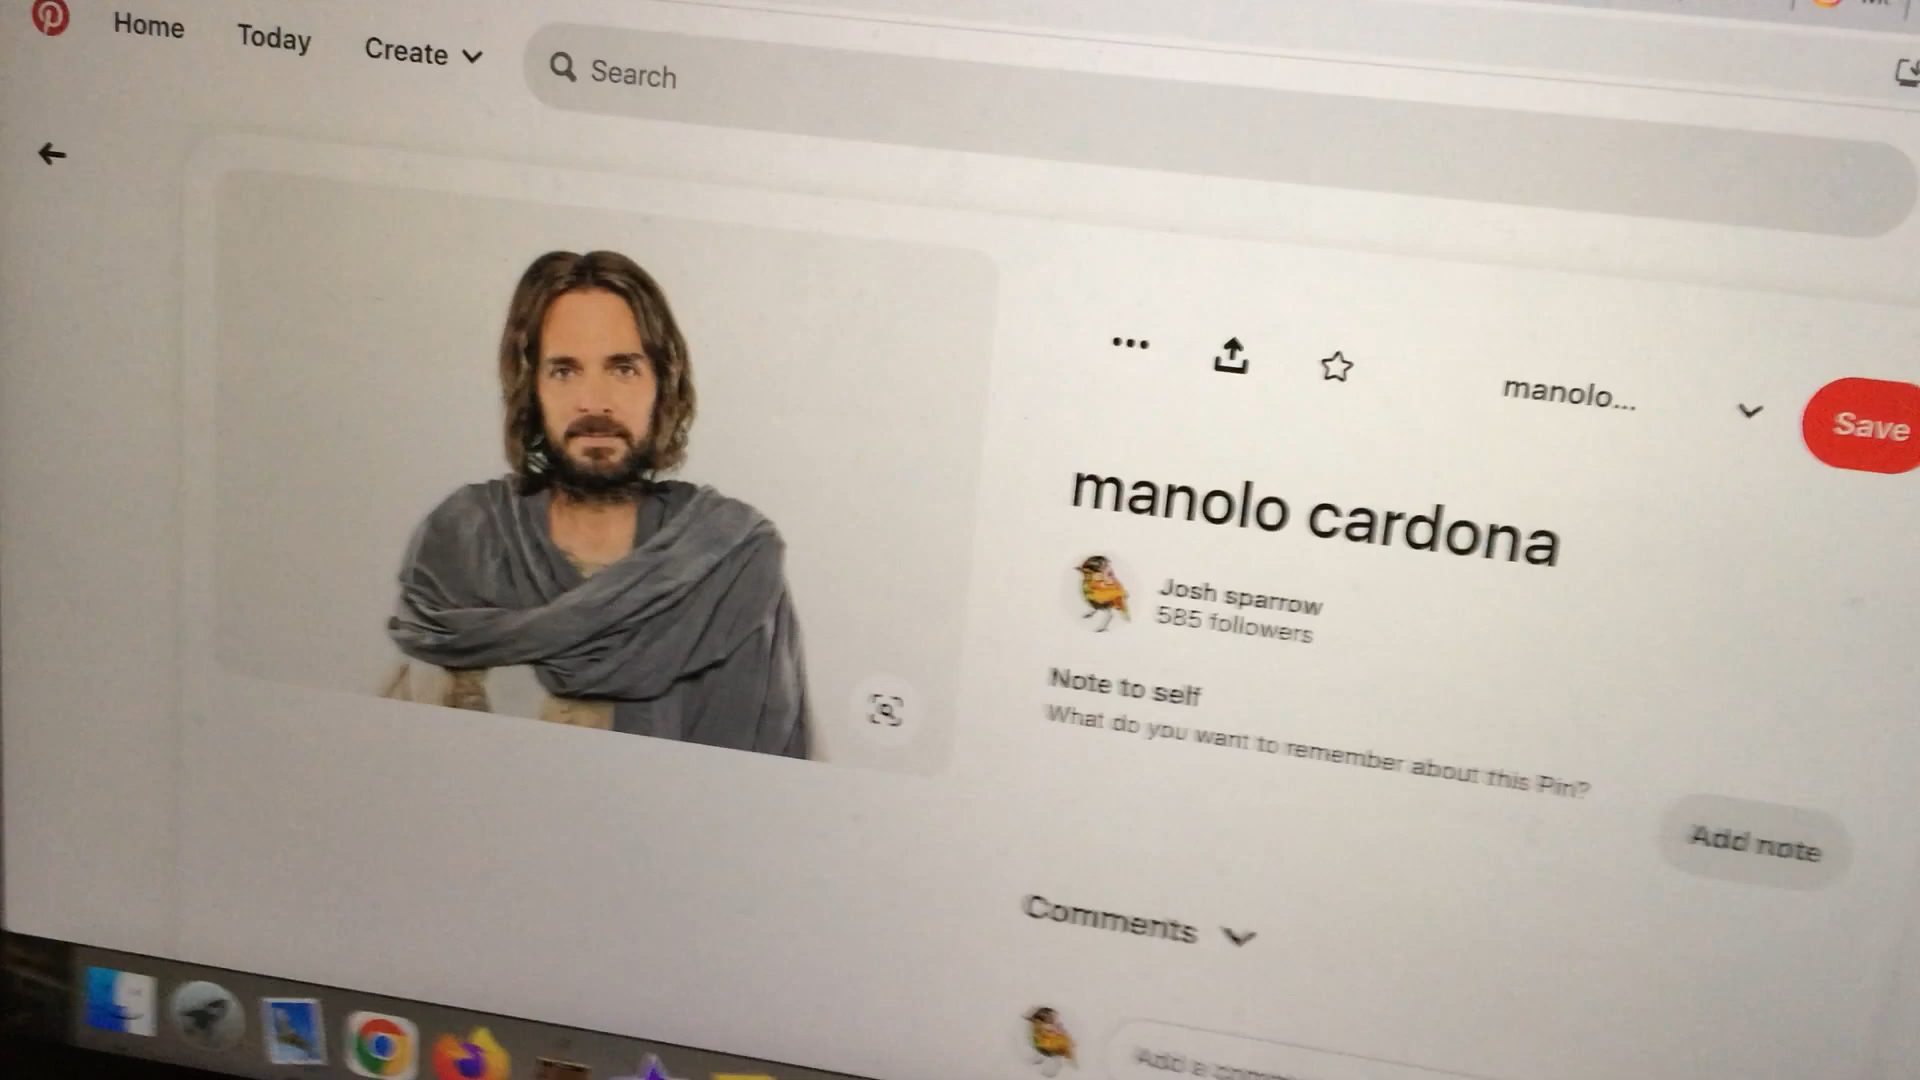 Home
Today
Create
Search
manolo...
Save
manolo cardona
Josh sparrow
585 followers
Note to self
What do you want to remember about this Pin?
Add note
Comments
Add a